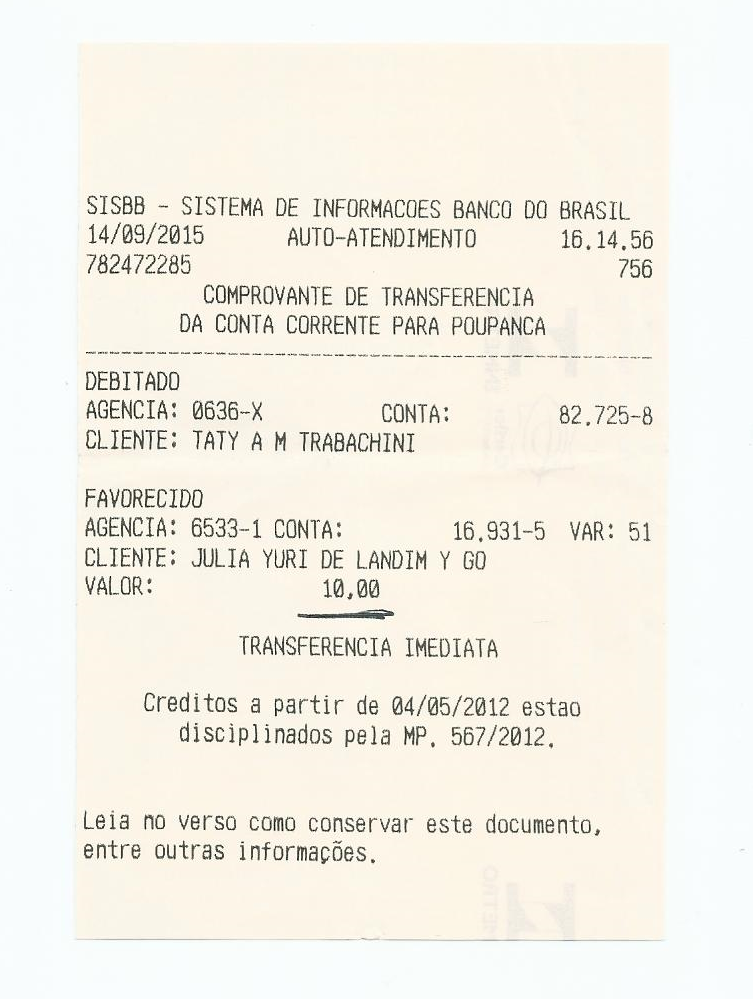 SISBB - SISTEMA DE INFORMACOES BANCO DO BRASIL
14/09/2015 AUTO-ATENDIMENTO 16.14.56
782472285 756
COMPROVANTE DE TRANSFERENCIA
DA CONTA CORRENTE PARA POUPANCA
DEBITADO
AGENCIA: 0636-X CONTA: 82.725-8
CLIENTE: TATY A M TRABACHINI
FAVORECIDO
AGENCIA: 6533-1 CONTA: 16.931-5 VAR: 51
CLIENTE: JULIA YURI DE LANDIM Y GO
VALOR: 10,00
TRANSFERENCIA IMEDIATA
Creditos a partir de 04/05/2012 estao
disciplinados pela MP. 567/2012.
Leia no verso como conservar este documento,
entre outras informações.